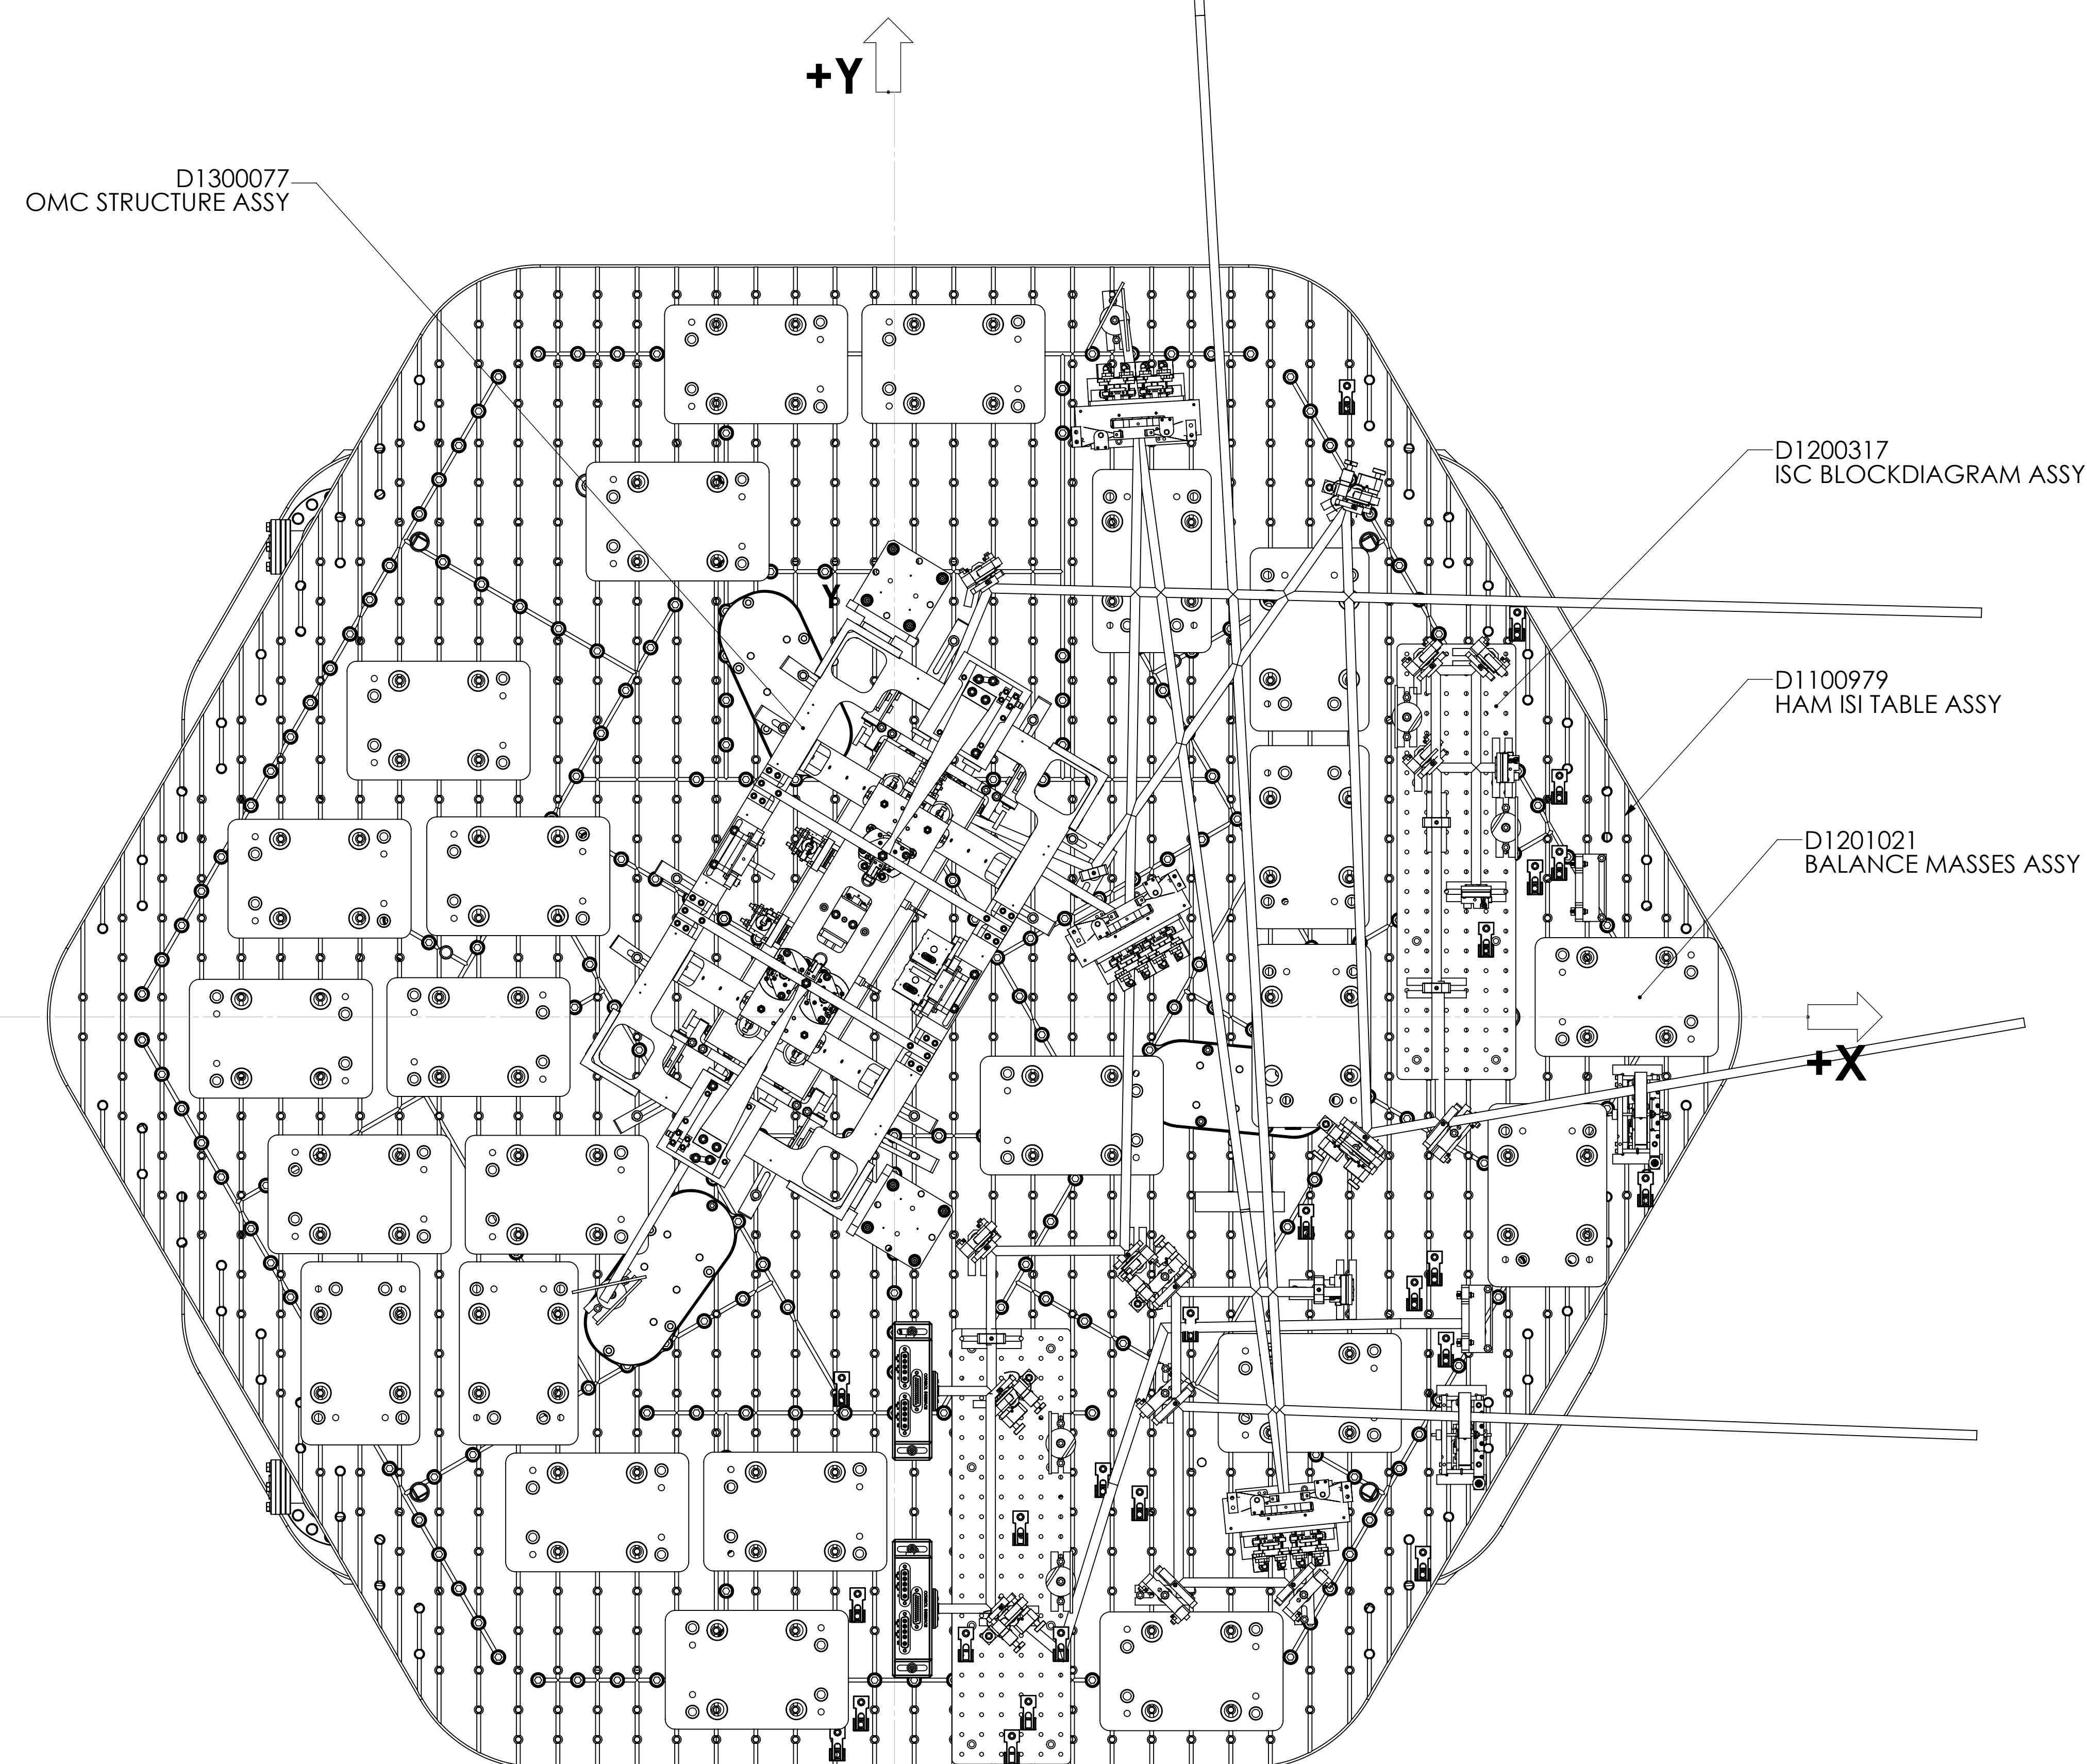 +Y
D1300077
OMC STRUCTURE ASSY
D1200317
ISC BLOCKDIAGRAM ASSY
Y
D1100979
HAM ISI TABLE ASSY
D1201021
BALANCE MASSES ASSY
+X